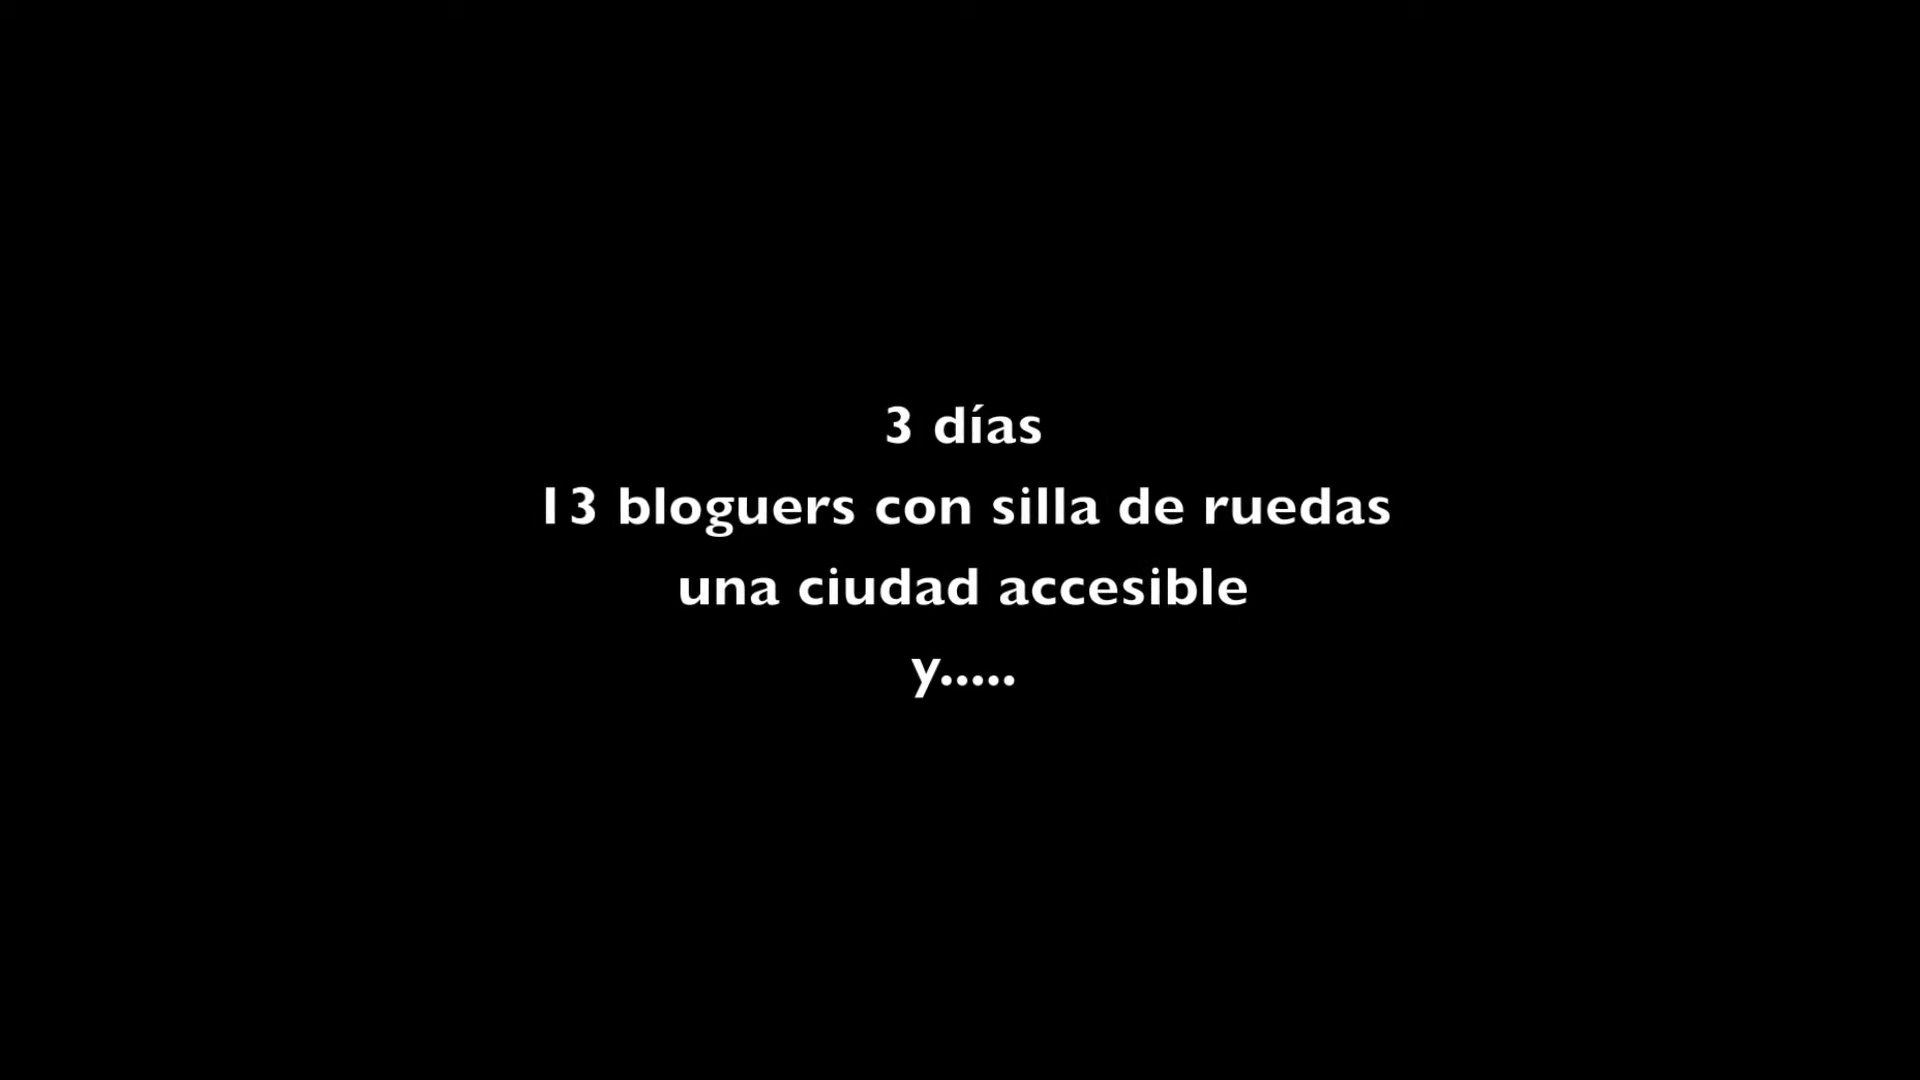 3 días
13 bloguers con silla de ruedas
una ciudad accesible
y.....